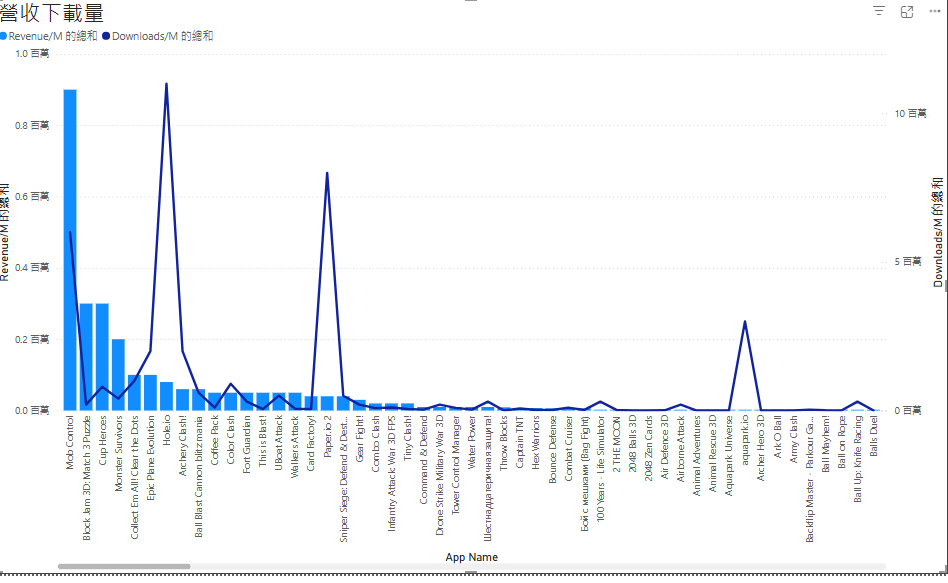 營收下載量
Revenue/M 的總和 Downloads/M 的總和
1.0 百萬
0.8 百萬
0.6 百萬
0.4 百萬
0.2 百萬
0.0 百萬
Revenue/M 的總和
10 百萬
5 百萬
0 百萬
Downloads/M 的總和
Mob Control
Block Jam 3D: Match 3 Puzzle
Cup Heroes
Monster Survivors
Collect Em All! Clear the Dots
Epic Plane Evolution
Hole.io
Archery Clash!
Ball Blast Cannon blitz mania
Coffee Pack
Color Clash
Fort Guardian
This is Blast!
UBoat Attack
Walkers Attack
Card Factory!
Paper.io 2
Sniper Siege: Defend & Dest...
Gear Fight!
Combo Clash
Infantry Attack: War 3D FPS
Tiny Clash!
Command & Defend
Drone Strike Military War 3D
Tower Control Manager
Water Power
Шестнадцатеричная защита!
Throw Blocks
Captain TNT
Hex Warriors
Bounce Defense
Combat Cruiser
Бой с мешками (Bag Fight)
100 Years - Life Simulator
2 THE MOON
2048 Balls 3D
2048 Zen Cards
Air Defence 3D
Airborne Attack
Animal Adventures
Animal Rescue 3D
Aquapark Universe
aquapark.io
Archer Hero 3D
Ark O Ball
Army Clash
Backflip Master - Parkour Ga...
Ball Mayhem!
Ball on Rope
Ball Up: Knife Racing
Balls Duel
App Name